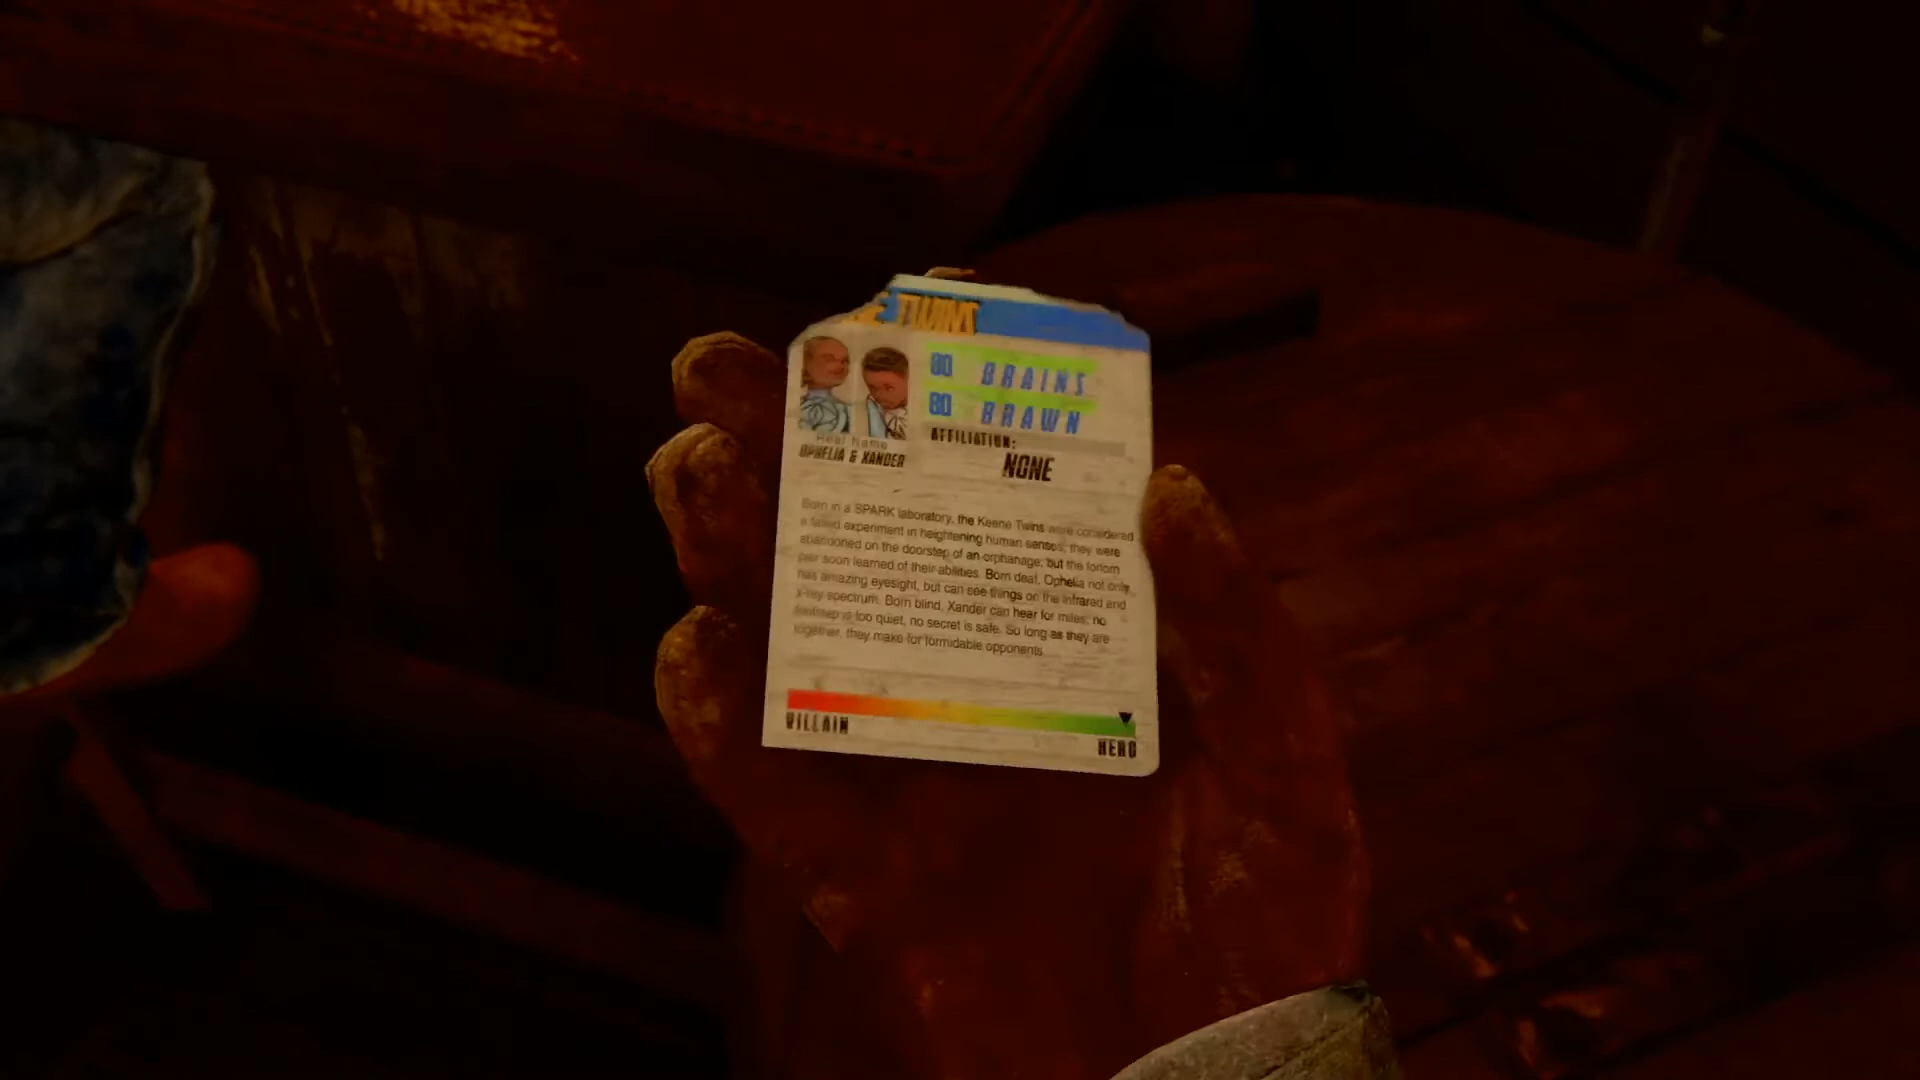 E TWINS
80 BRAINS
80 BRAWN
AFFILIATION:
NONE
Real Name
OPHELIA & XANDER
Born in a SPARK laboratory, the Keene Twins were considered
a failed experiment in heightening human senses; they were
abandoned on the doorstep of an orphanage; but the forlorn
pair soon learned of their abilities. Born deaf, Ophelia not only
has amazing eyesight, but can see things on the infrared and
x-ray spectrum. Born blind, Xander can hear for miles; no
footstep is too quiet, no secret is safe. So long as they are
together, they make for formidable opponents.
VILLAIN
HERO